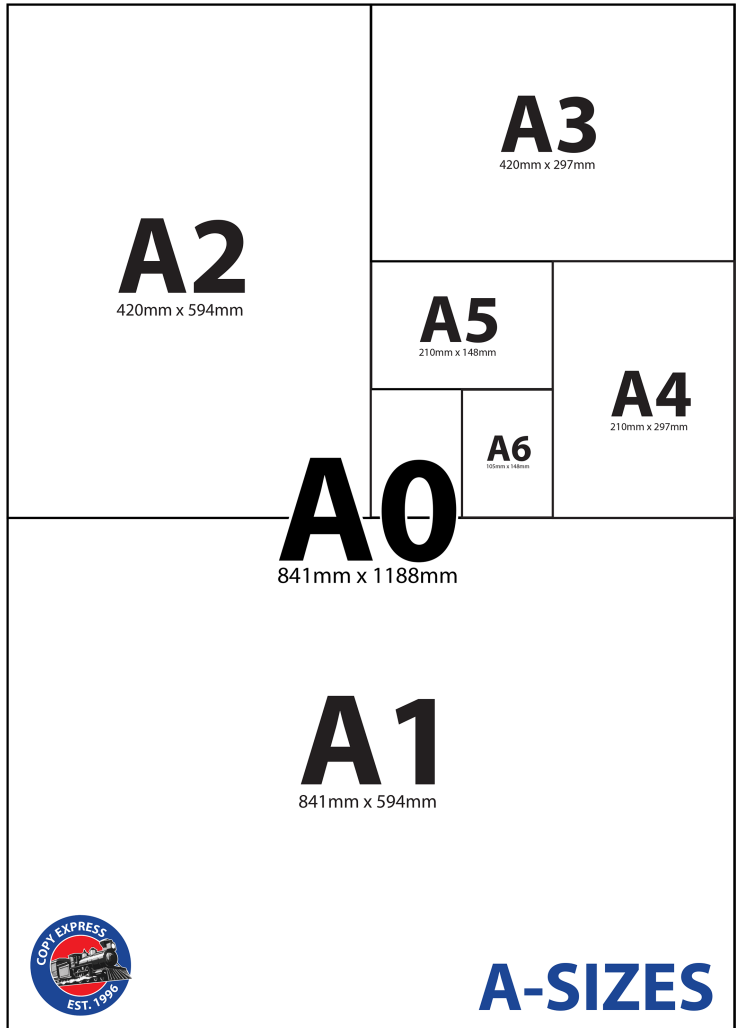 A3
420mm x 297mm
A2
420mm x 594mm
A5
210mm x 148mm
A4
210mm x 297mm
A6
105mm x 148mm
A0
841mm x 1188mm
A1
841mm x 594mm
COPY EXPRESS
EST. 1996
A-SIZES